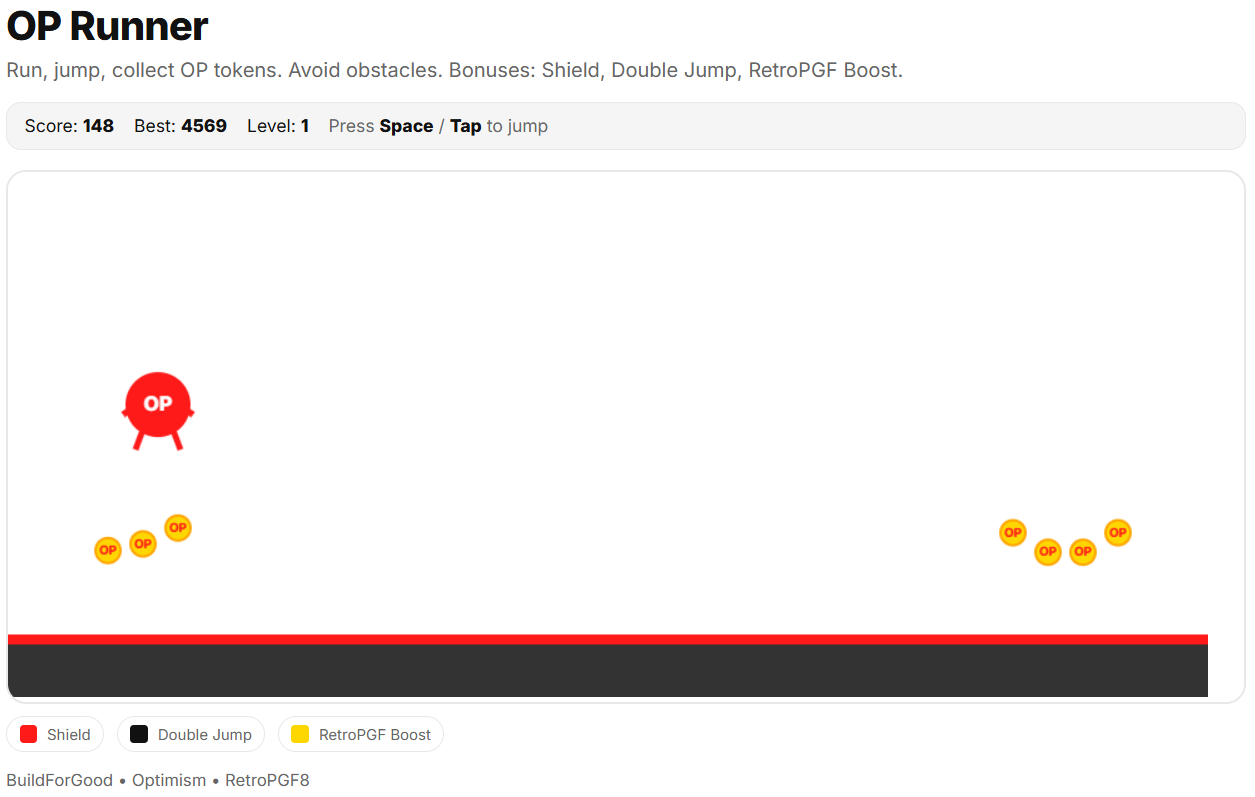 OP Runner
Run, jump, collect OP tokens. Avoid obstacles. Bonuses: Shield, Double Jump, RetroPGF Boost.
Score: 148 Best: 4569 Level: 1 Press Space / Tap to jump
OP
OP OP OP
OP OP OP OP
Shield Double Jump RetroPGF Boost
BuildForGood • Optimism • RetroPGF8